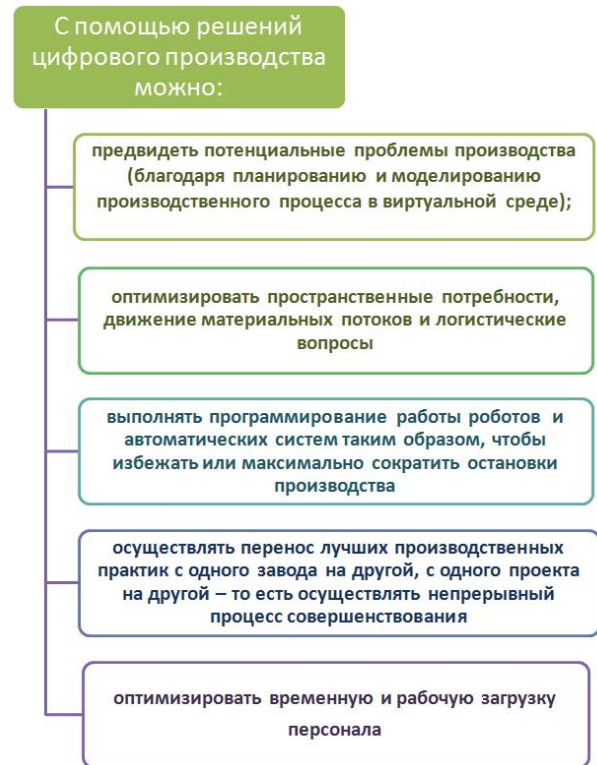 С помощью решений
цифрового производства
можно:
предвидеть потенциальные проблемы производства
(благодаря планированию и моделированию
производственного процесса в виртуальной среде);
оптимизировать пространственные потребности,
движение материальных потоков и логистические
вопросы
выполнять программирование работы роботов и
автоматических систем таким образом, чтобы
избежать или максимально сократить остановки
производства
осуществлять перенос лучших производственных
практик с одного завода на другой, с одного проекта
на другой – то есть осуществлять непрерывный
процесс совершенствования
оптимизировать временную и рабочую загрузку
персонала